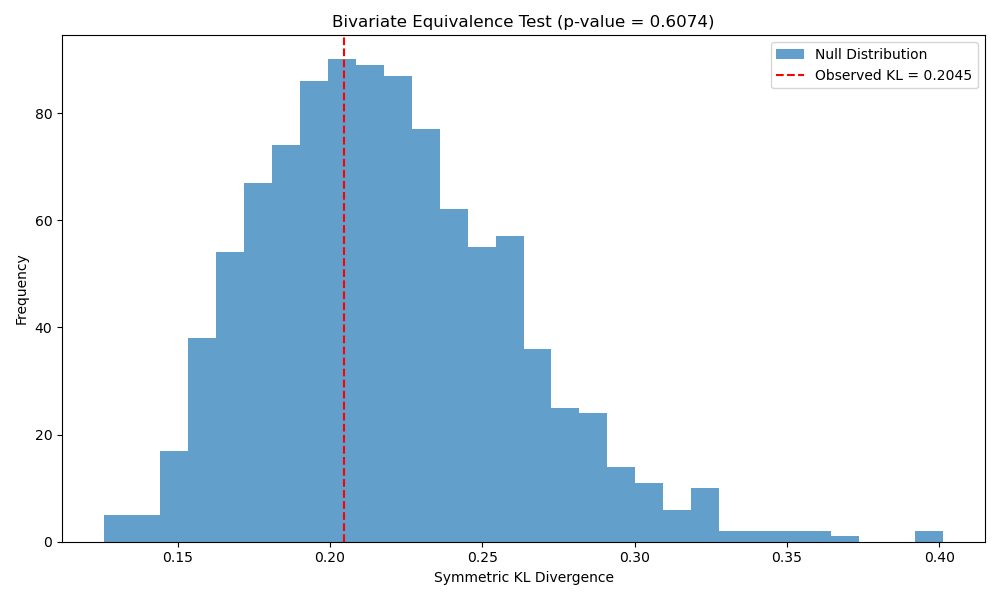 Bivariate Equivalence Test (p-value = 0.6074)
Null Distribution
Observed KL = 0.2045
Frequency
80
60
40
20
0
0.15 0.20 0.25 0.30 0.35 0.40
Symmetric KL Divergence